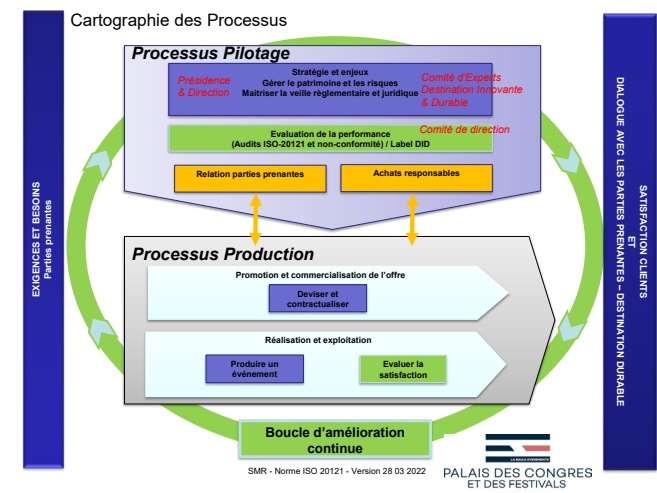 Cartographie des Processus
EXIGENCES ET BESOINS
Parties prenantes
Processus Pilotage
Présidence
& Direction
Stratégie et enjeux
Gérer le patrimoine et les risques
Maitriser la veille règlementaire et juridique
Comité d'Experts
Destination Innovante
& Durable
Comité de direction
Evaluation de la performance
(Audits ISO-20121 et non-conformité) / Label DID
Relation parties prenantes
Achats responsables
Processus Production
Promotion et commercialisation de l'offre
Deviser et
contractualiser
Réalisation et exploitation
Produire un
événement
Evaluer la
satisfaction
Boucle d'amélioration
continue
SMR - Norme ISO 20121 - Version 28 03 2022
LA BAULE EVENEMENTS
PALAIS DES CONGRES
ET DES FESTIVALS
SATISFACTION CLIENTS
ET
DIALOGUE AVEC LES PARTIES PRENANTES – DESTINATION DURABLE